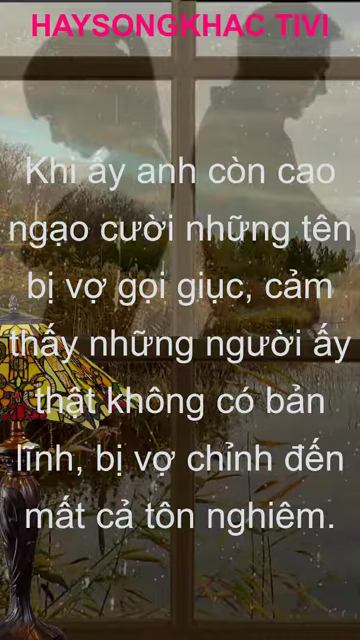 HAYSONGKHAC TIVI
Khi ấy anh còn cao
ngạo cười những tên
bị vợ gọi giục, cảm
thấy những người ấy
thật không có bản
lĩnh, bị vợ chỉnh đến
mất cả tôn nghiêm.